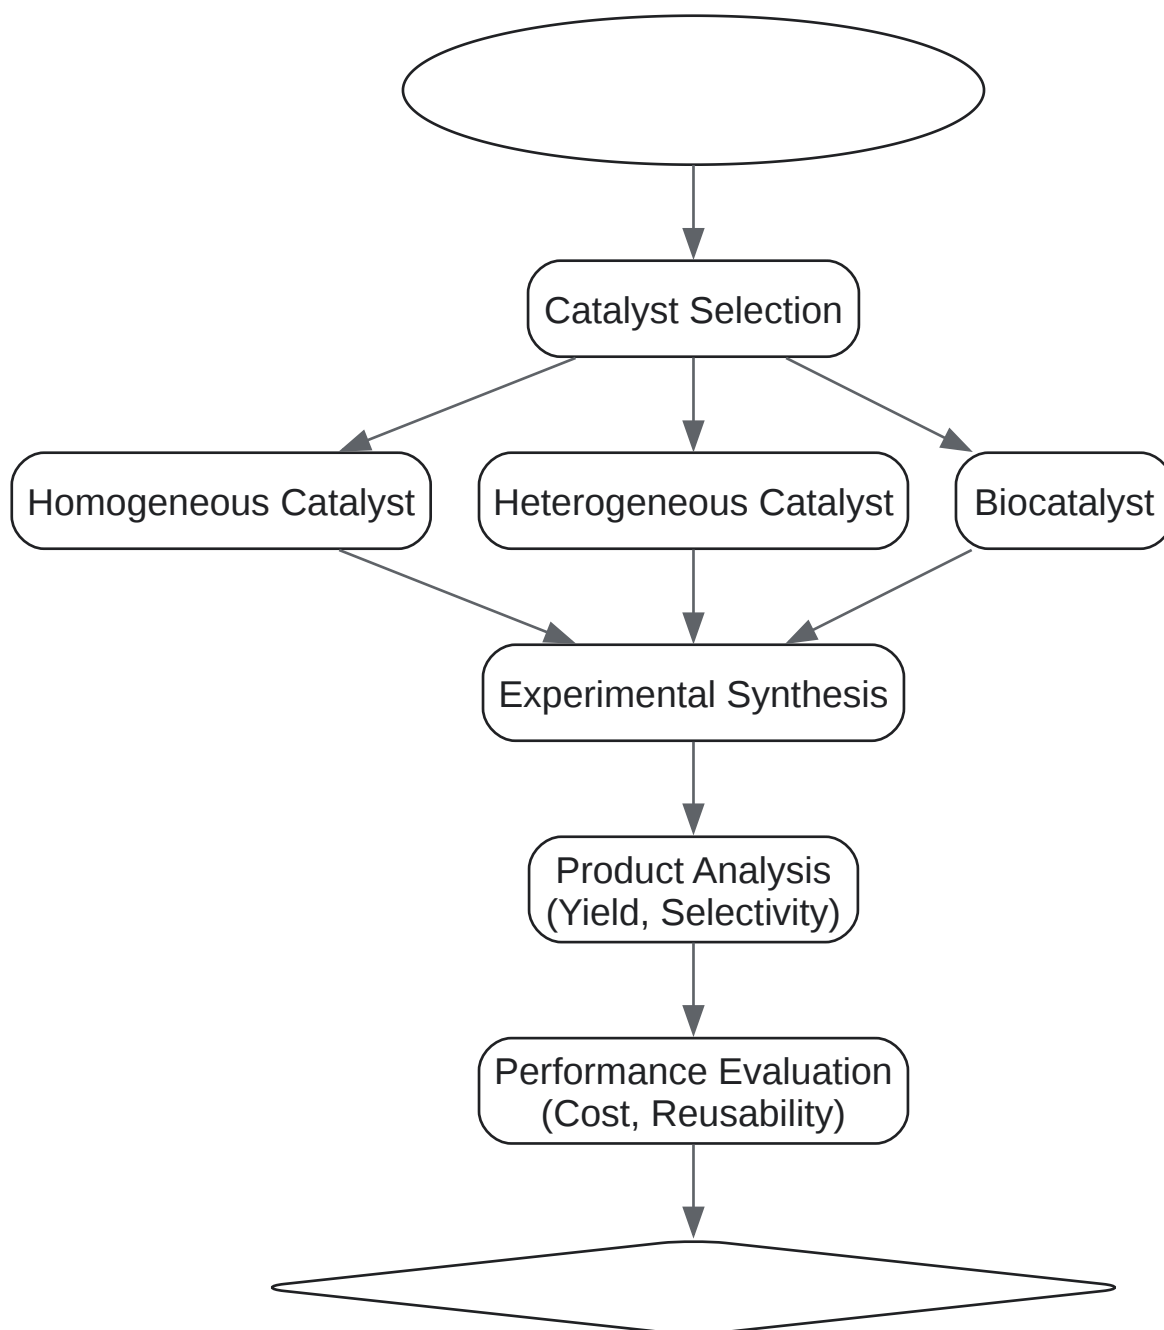 Catalyst Selection
Homogeneous Catalyst
Heterogeneous Catalyst
Biocatalyst
Experimental Synthesis
Product Analysis
(Yield, Selectivity)
Performance Evaluation
(Cost, Reusability)